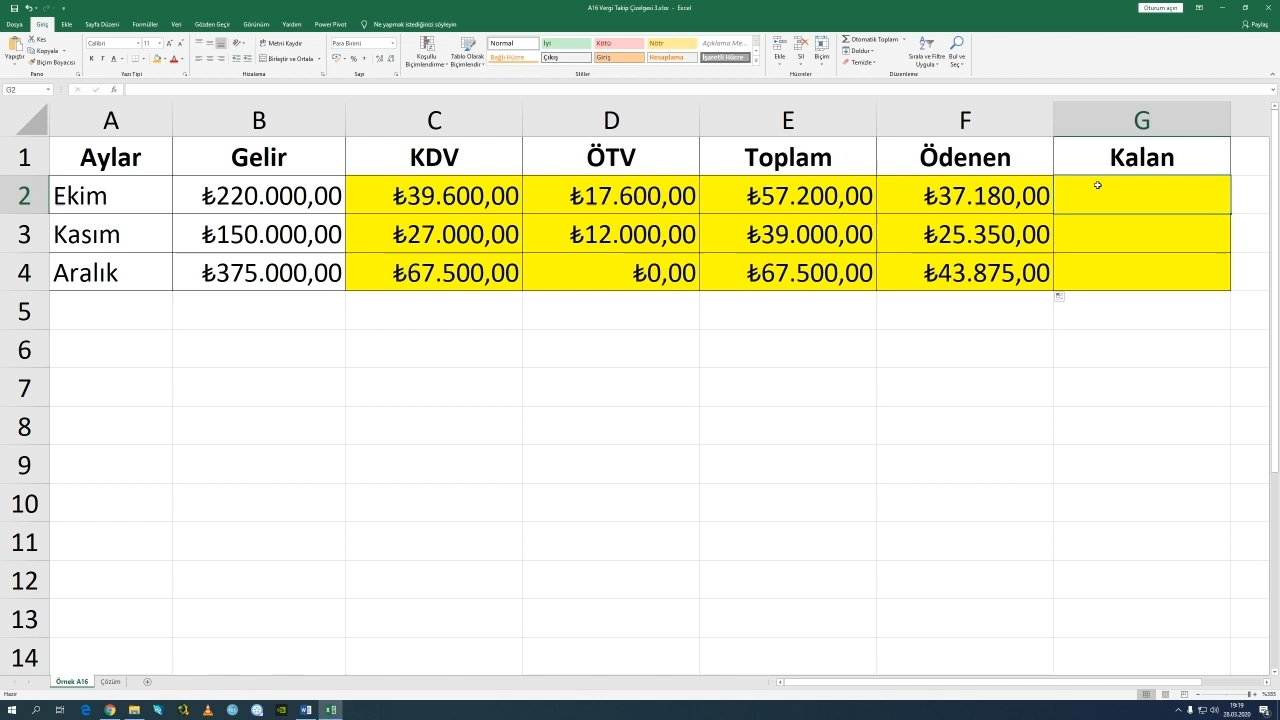 A16 Vergi Takip Çizelgesi 3.xlsx - Excel
Oturum açın
Dosya Giriş Ekle Sayfa Düzeni Formüller Veri Gözden Geçir Görünüm Yardım Power Pivot Ne yapmak istediğinizi söyleyin Paylaş
Yapıştır
Kes
Kopyala
Biçim Boyacısı
Pano
Calibri 11
K T A
Yazı Tipi
Metni Kaydır
Birleştir ve Ortala
Hizalama
Para Birimi
Sayı
Koşullu Biçimlendirme
Tablo Olarak Biçimlendir
Normal İyi Kötü Nötr Açıklama Me...
Bağlı Hücre Çıkış Giriş Hesaplama İşaretli Hücre
Stiller
Ekle Sil Biçim
Hücreler
Otomatik Toplam
Doldur
Temizle
Sırala ve Filtre Uygula
Bul ve Seç
Düzenleme
G2 fx
A B C D E F G
1 Aylar Gelir KDV ÖTV Toplam Ödenen Kalan
2 Ekim ₺220.000,00 ₺39.600,00 ₺17.600,00 ₺57.200,00 ₺37.180,00
3 Kasım ₺150.000,00 ₺27.000,00 ₺12.000,00 ₺39.000,00 ₺25.350,00
4 Aralık ₺375.000,00 ₺67.500,00 ₺0,00 ₺67.500,00 ₺43.875,00
5
6
7
8
9
10
11
12
13
14
Örnek A16 Çözüm
Hazır
%385
19:19
28.03.2020